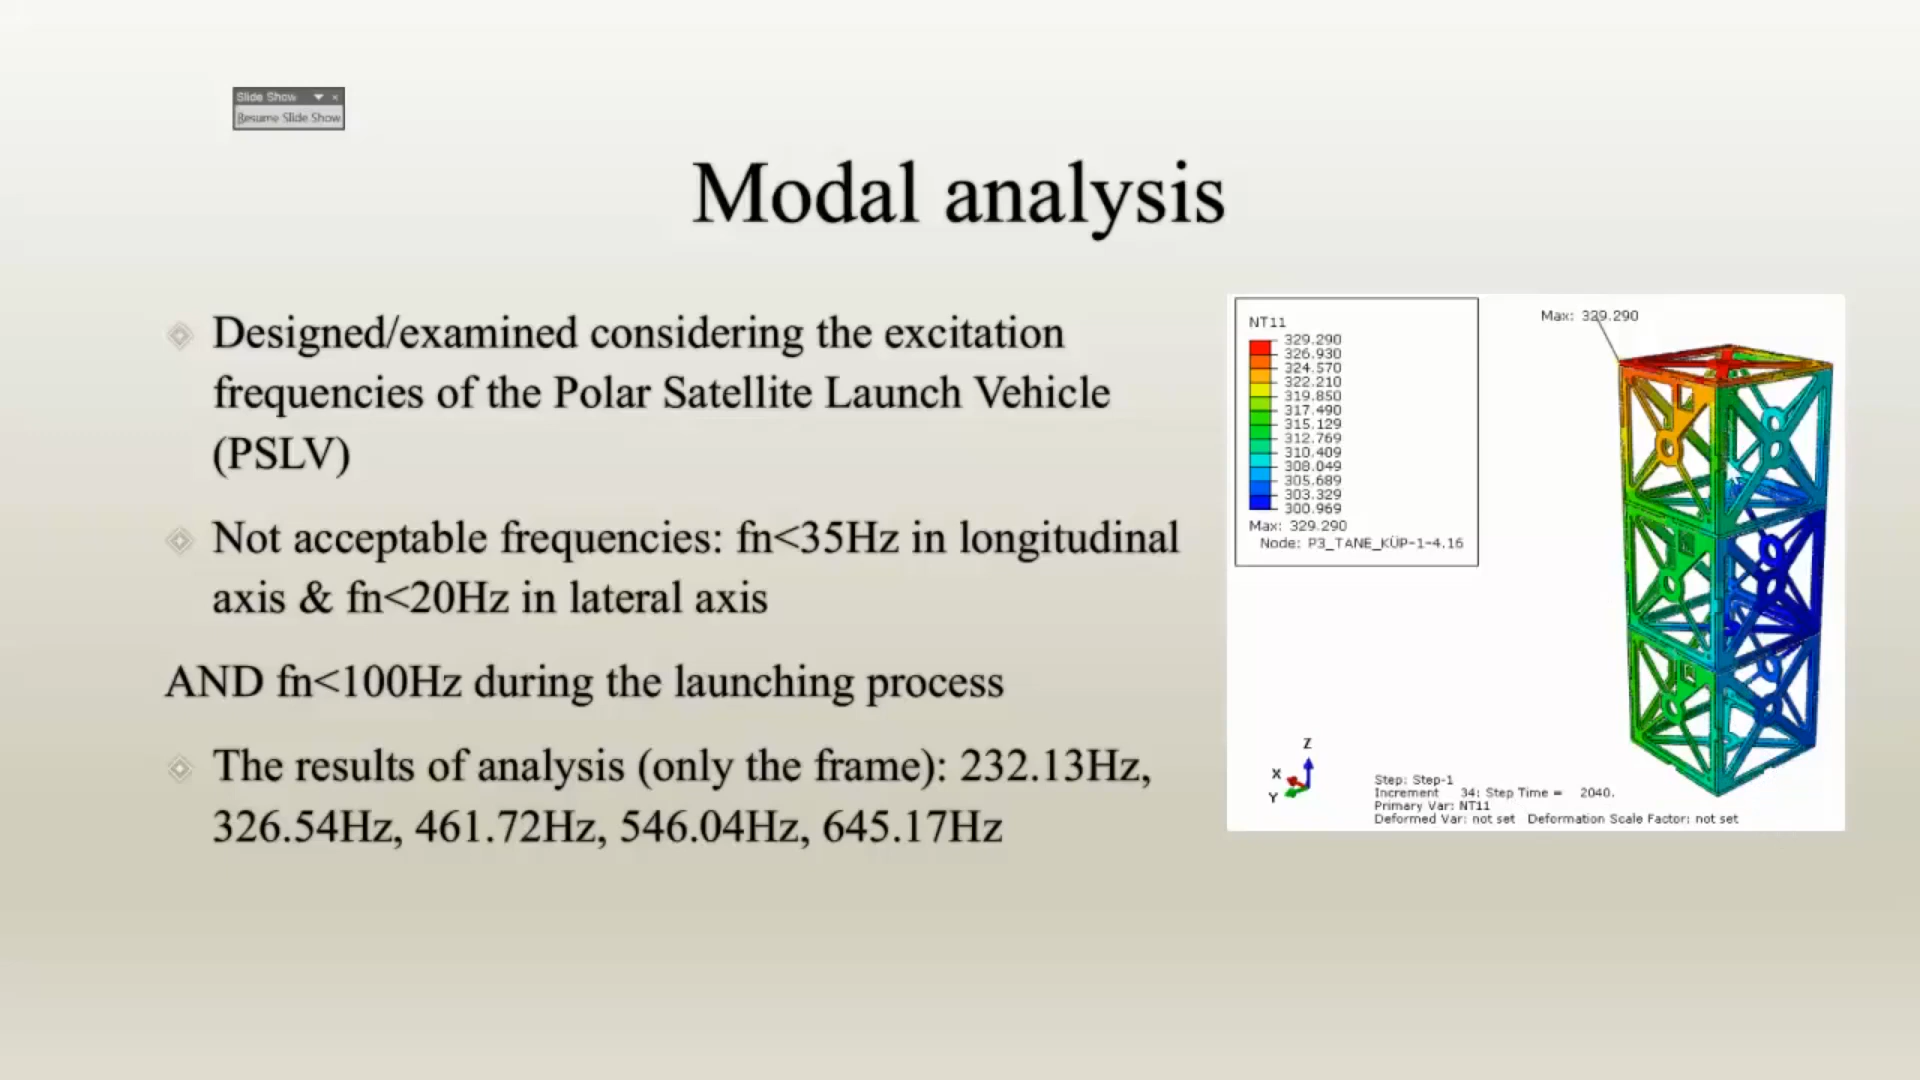 Slide Show
Resume Slide Show
Modal analysis
Designed/examined considering the excitation
frequencies of the Polar Satellite Launch Vehicle
(PSLV)
Not acceptable frequencies: fn<35Hz in longitudinal
axis & fn<20Hz in lateral axis
AND fn<100Hz during the launching process
The results of analysis (only the frame): 232.13Hz,
326.54Hz, 461.72Hz, 546.04Hz, 645.17Hz
NT11
329.290
326.930
324.570
322.210
319.850
317.490
315.129
312.769
310.409
308.049
305.689
303.329
300.969
Max: 329.290
Node: P3_TANE_KÜP-1-4.16
Max: 329.290
Z
X
Y
Step: Step-1
Increment 34: Step Time = 2040.
Primary Var: NT11
Deformed Var: not set Deformation Scale Factor: not set